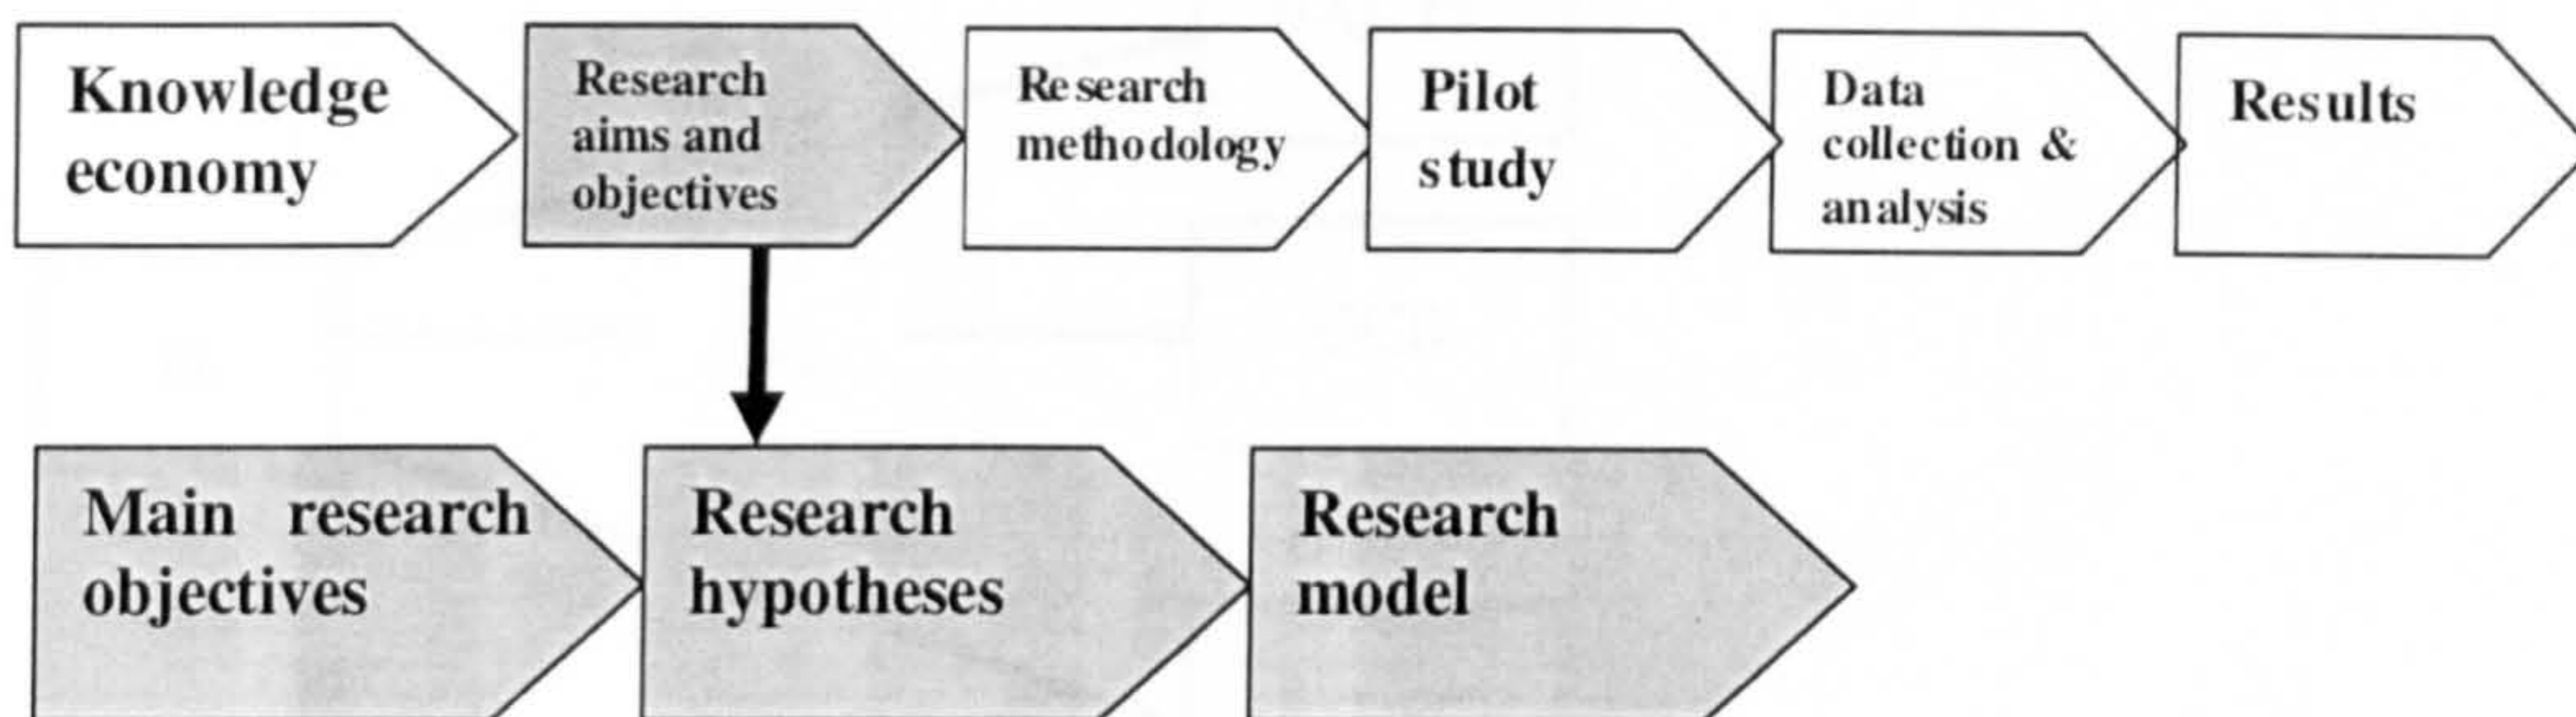 Knowledge
economy
Research
aims and
objectives
Research
methodology
Pilot
study
Data
collection &
analysis
Results
Main research
objectives
Research
hypotheses
Research
model